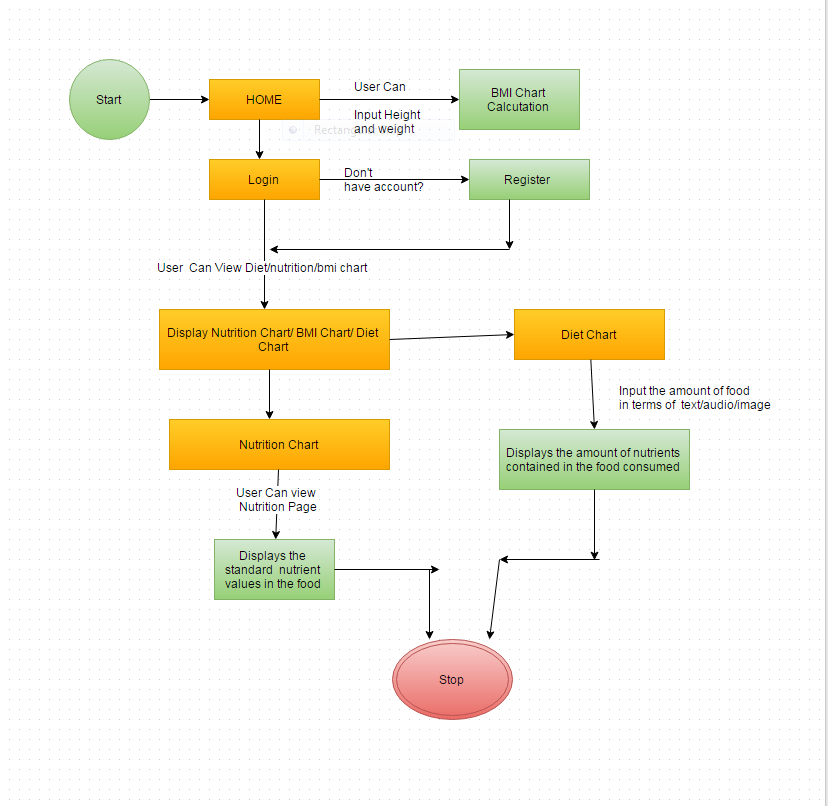 Start
HOME
User Can
Input Height
and weight
BMI Chart
Calcutation
Login
Don't
have account?
Register
User Can View Diet/nutrition/bmi chart
Display Nutrition Chart/ BMI Chart/ Diet
Chart
Diet Chart
Input the amount of food
in terms of text/audio/image
Nutrition Chart
Displays the amount of nutrients
contained in the food consumed
User Can view
Nutrition Page
Displays the
standard nutrient
values in the food
Stop